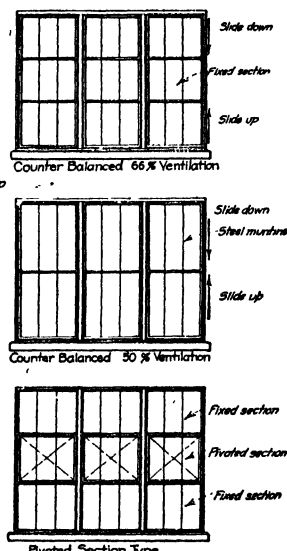 Slide down
Fixed section
Slide up
Counter Balanced 66% Ventilation
Slide down
Steel muntins
Slide up
Counter Balanced 50% Ventilation
Fixed section
Pivoted section
Fixed section
Pivoted Section Type